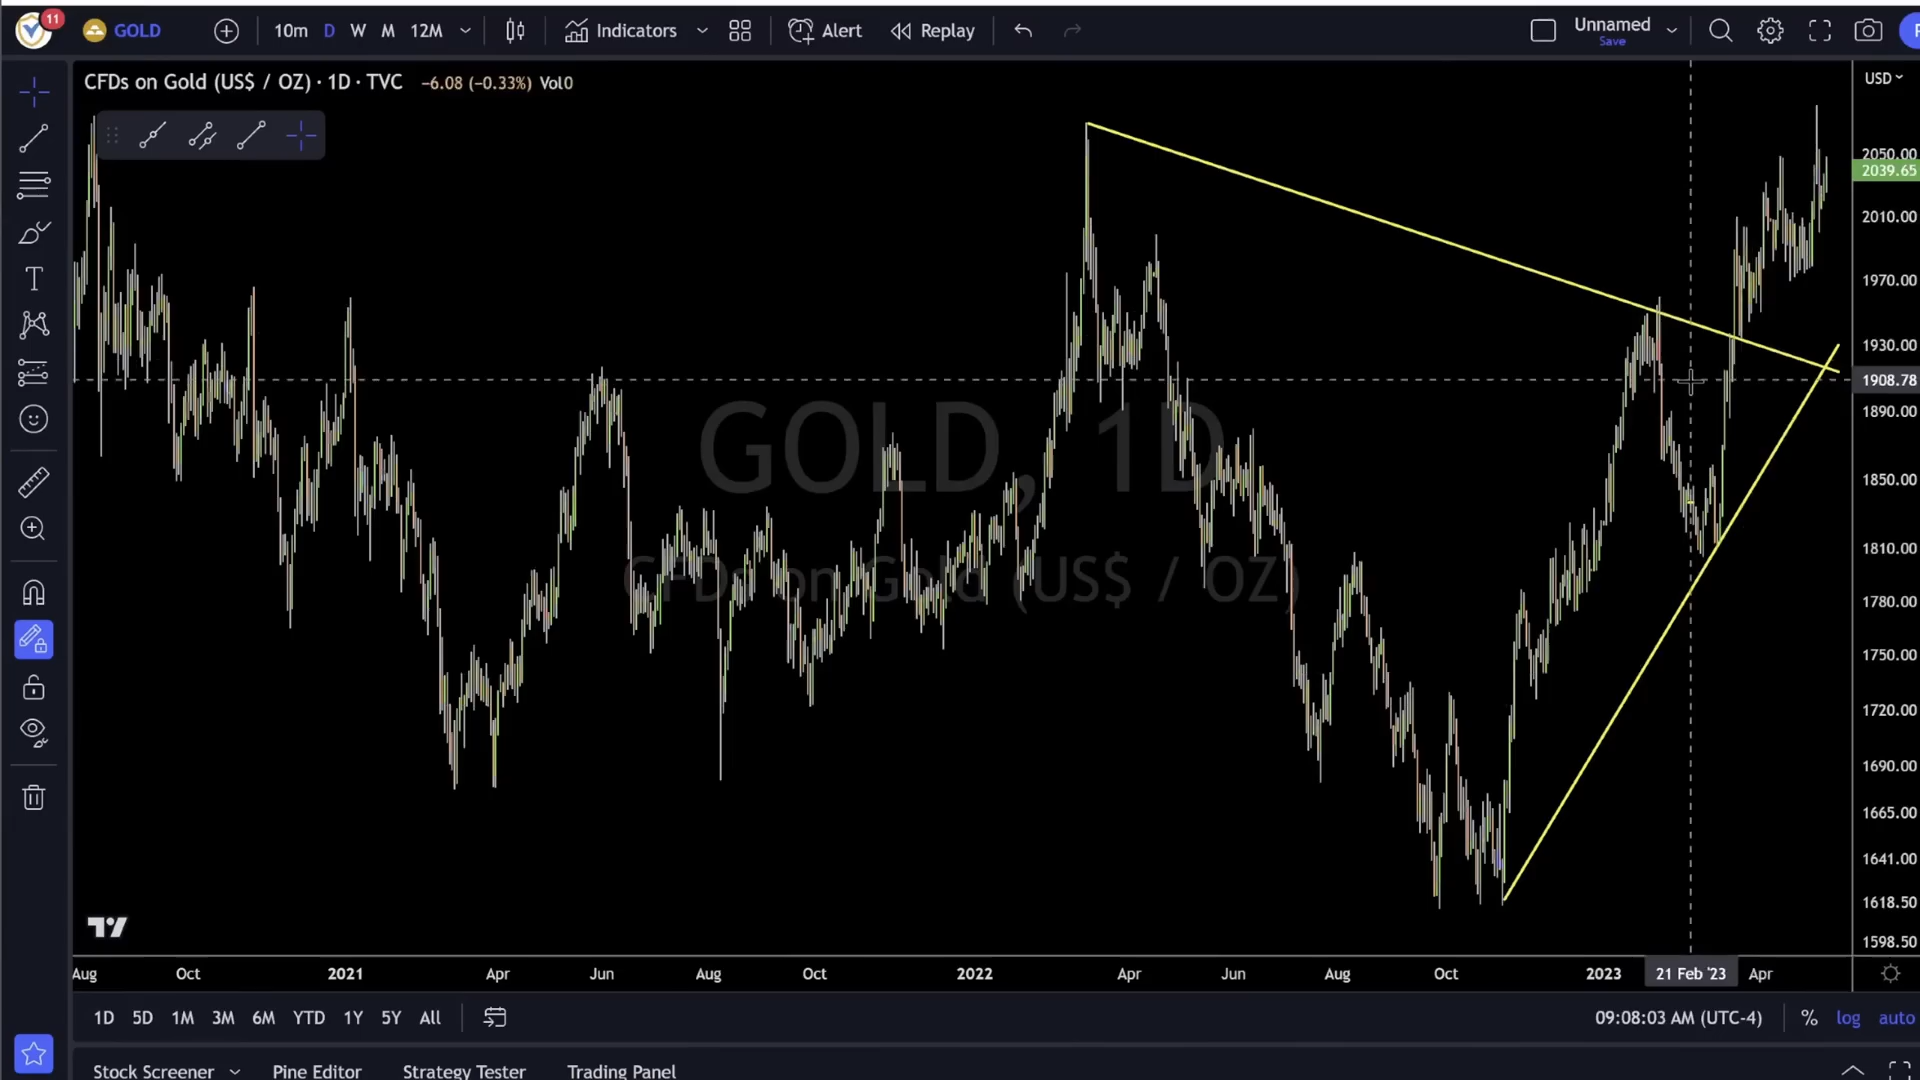 11 GOLD 10m D W M 12M Indicators Alert Replay Unnamed
Save
CFDs on Gold (US$ / OZ) · 1D · TVC −6.08 (−0.33%) Vol0
USD
2050.00
2039.65
2010.00
1970.00
1930.00
1908.78
1890.00
1850.00
1810.00
1780.00
1750.00
1720.00
1690.00
1665.00
1641.00
1618.50
1598.50
GOLD, 1D
CFDs on Gold (US$ / OZ)
Aug Oct 2021 Apr Jun Aug Oct 2022 Apr Jun Aug Oct 2023 21 Feb '23 Apr
1D 5D 1M 3M 6M YTD 1Y 5Y All 09:08:03 AM (UTC-4) % log auto
Stock Screener Pine Editor Strategy Tester Trading Panel